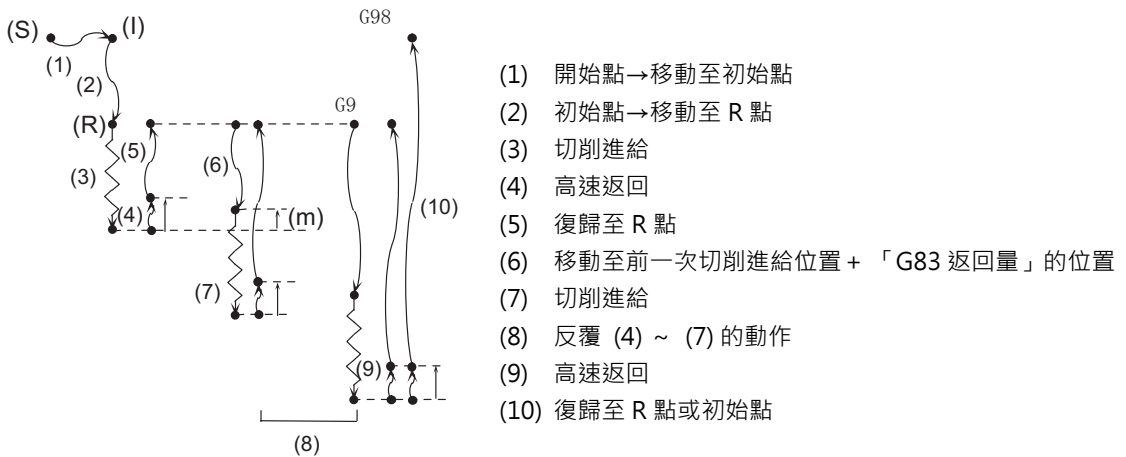 G98
(S)
(I)
(1)
(2)
G9
(R)
(5)
(6)
(3)
(4)
(m)
(10)
(7)
(9)
(8)
(1) 開始點→移動至初始點
(2) 初始點→移動至 R 點
(3) 切削進給
(4) 高速返回
(5) 復歸至 R 點
(6) 移動至前一次切削進給位置 + 「G83 返回量」的位置
(7) 切削進給
(8) 反覆 (4) ~ (7) 的動作
(9) 高速返回
(10) 復歸至 R 點或初始點